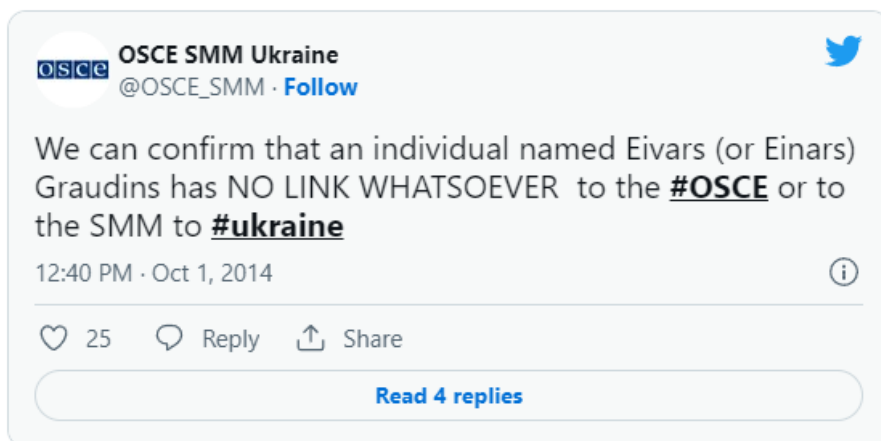 osce
OSCE SMM Ukraine
@OSCE_SMM · Follow
We can confirm that an individual named Eivars (or Einars)
Graudins has NO LINK WHATSOEVER to the #OSCE or to
the SMM to #ukraine
12:40 PM · Oct 1, 2014
25 Reply Share
Read 4 replies